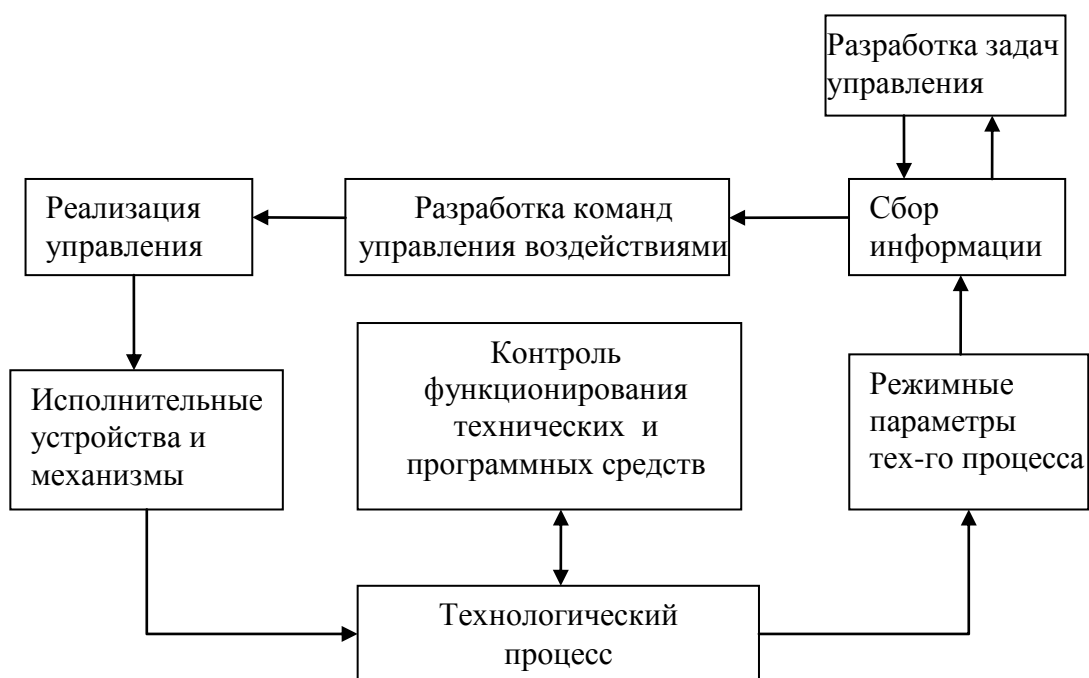 Разработка задач
управления
Реализация
управления
Разработка команд
управления воздействиями
Сбор
информации
Контроль
функционирования
технических и
программных средств
Исполнительные
устройства и
механизмы
Режимные
параметры
тех-го процесса
Технологический
процесс